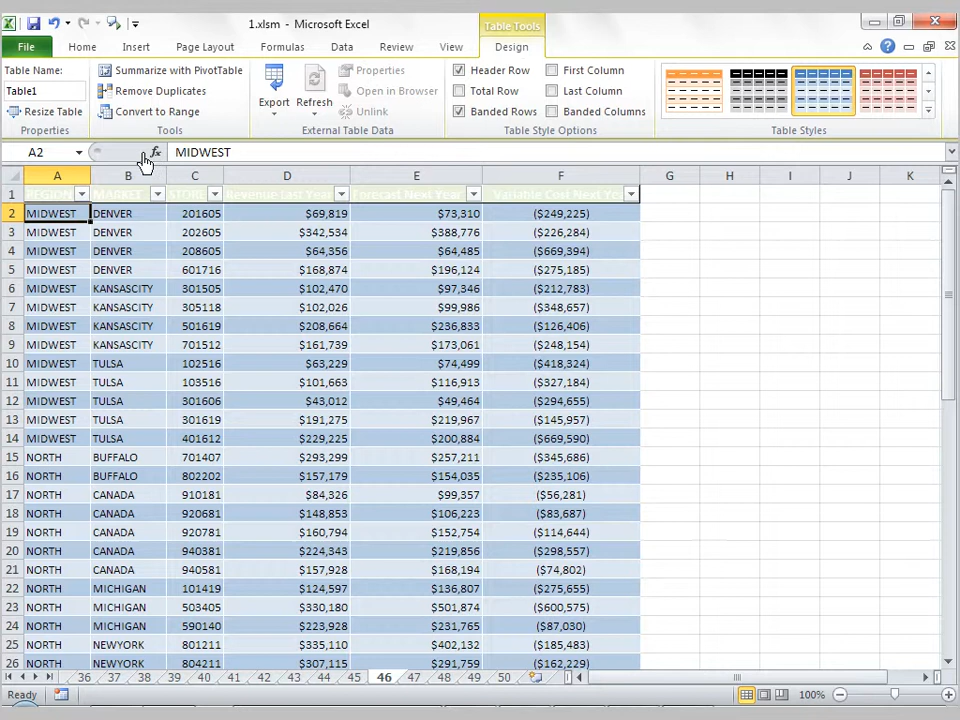 1.xlsm - Microsoft Excel
Table Tools
File Home Insert Page Layout Formulas Data Review View Design
Table Name: Summarize with PivotTable Properties Header Row First Column
Table1 Remove Duplicates Export Refresh Open in Browser Total Row Last Column
Resize Table Convert to Range Unlink Banded Rows Banded Columns
Properties Tools External Table Data Table Style Options Table Styles
A2 fx MIDWEST
A B C D E F G H I J K
1 REGION MARKET STORE Revenue Last Year Forecast Next Year Variable Cost Next Ye
2 MIDWEST DENVER 201605 $69,819 $73,310 ($249,225)
3 MIDWEST DENVER 202605 $342,534 $388,776 ($226,284)
4 MIDWEST DENVER 208605 $64,356 $64,485 ($669,394)
5 MIDWEST DENVER 601716 $168,874 $196,124 ($275,185)
6 MIDWEST KANSASCITY 301505 $102,470 $97,346 ($212,783)
7 MIDWEST KANSASCITY 305118 $102,026 $99,986 ($348,657)
8 MIDWEST KANSASCITY 501619 $208,664 $236,833 ($126,406)
9 MIDWEST KANSASCITY 701512 $161,739 $173,061 ($248,154)
10 MIDWEST TULSA 102516 $63,229 $74,499 ($418,324)
11 MIDWEST TULSA 103516 $101,663 $116,913 ($327,184)
12 MIDWEST TULSA 301606 $43,012 $49,464 ($294,655)
13 MIDWEST TULSA 301619 $191,275 $219,967 ($145,957)
14 MIDWEST TULSA 401612 $229,225 $200,884 ($669,590)
15 NORTH BUFFALO 701407 $293,299 $257,211 ($345,686)
16 NORTH BUFFALO 802202 $157,179 $154,035 ($235,106)
17 NORTH CANADA 910181 $84,326 $99,357 ($56,281)
18 NORTH CANADA 920681 $148,853 $106,223 ($83,687)
19 NORTH CANADA 920781 $160,794 $152,754 ($114,644)
20 NORTH CANADA 940381 $224,343 $219,856 ($298,557)
21 NORTH CANADA 940581 $157,928 $168,194 ($74,802)
22 NORTH MICHIGAN 101419 $124,597 $136,807 ($275,655)
23 NORTH MICHIGAN 503405 $330,180 $501,874 ($600,575)
24 NORTH MICHIGAN 590140 $223,928 $231,765 ($87,030)
25 NORTH NEWYORK 801211 $335,110 $402,132 ($185,483)
26 NORTH NEWYORK 804211 $307,115 $291,759 ($162,229)
36 37 38 39 40 41 42 43 44 45 46 47 48 49 50
Ready 100%